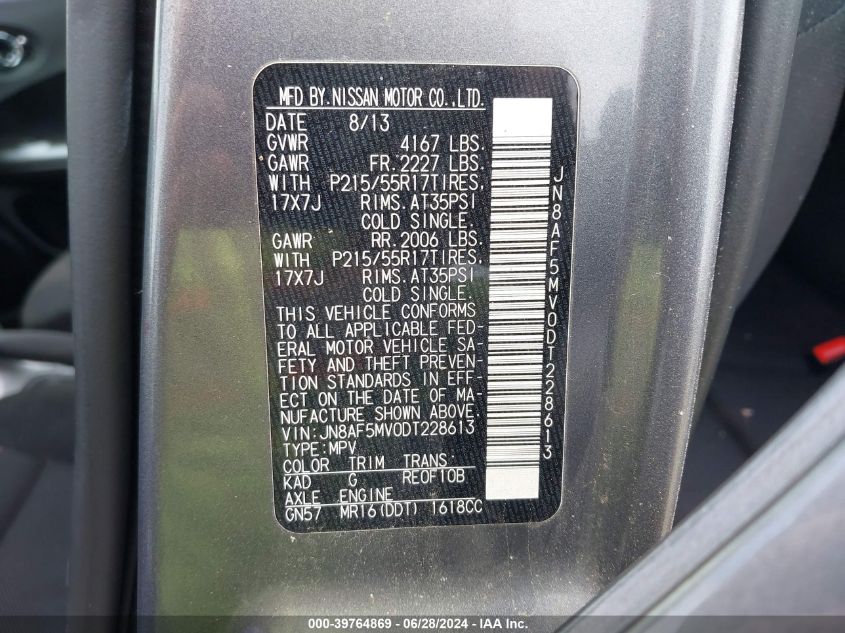 MFD BY.NISSAN MOTOR CO.,LTD.
DATE 8/13
GVWR 4167 LBS.
GAWR FR.2227 LBS.
WITH P215/55R17TIRES,
17X7J RIMS.AT35PSI
COLD SINGLE.
GAWR RR.2006 LBS.
WITH P215/55R17TIRES,
17X7J RIMS.AT35PSI
COLD SINGLE.
THIS VEHICLE CONFORMS
TO ALL APPLICABLE FED-
ERAL MOTOR VEHICLE SA-
FETY AND THEFT PREVEN-
TION STANDARDS IN EFF-
ECT ON THE DATE OF MA-
NUFACTURE SHOWN ABOVE.
VIN:JN8AF5MV0DT228613
TYPE:MPV
COLOR TRIM TRANS
KAD G RE0F10B
AXLE ENGINE
GN57 MR16(DDT) 1618CC
JN8AF5MV0DT228613
000-39764869 / 06/28/2024 / IAA Inc.